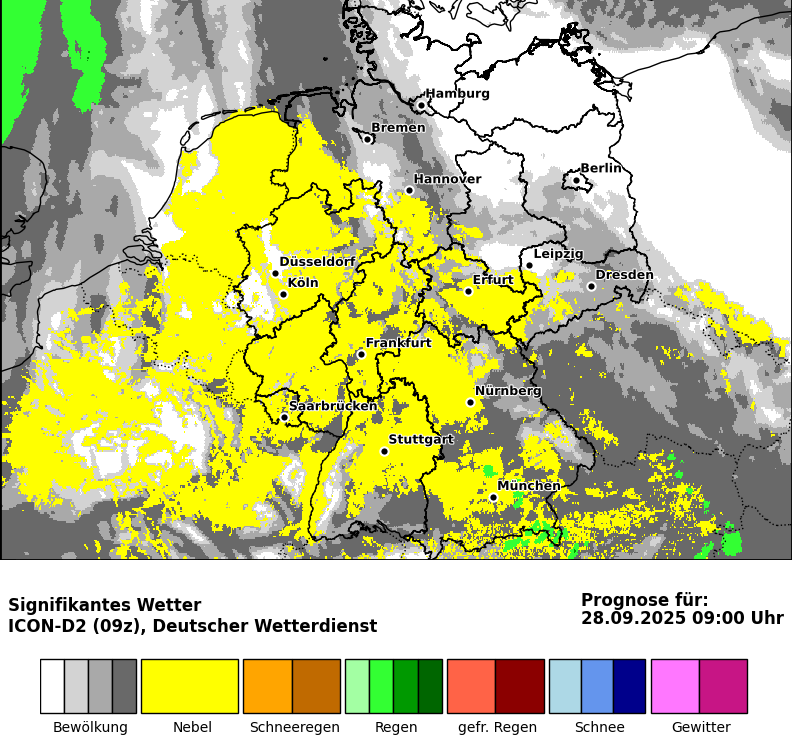 Hamburg
Bremen
Berlin
Hannover
Leipzig
Düsseldorf
Dresden
Köln
Erfurt
Frankfurt
Nürnberg
Saarbrücken
Stuttgart
München
Signifikantes Wetter
ICON-D2 (09z), Deutscher Wetterdienst
Prognose für:
28.09.2025 09:00 Uhr
Bewölkung Nebel Schneeregen Regen gefr. Regen Schnee Gewitter